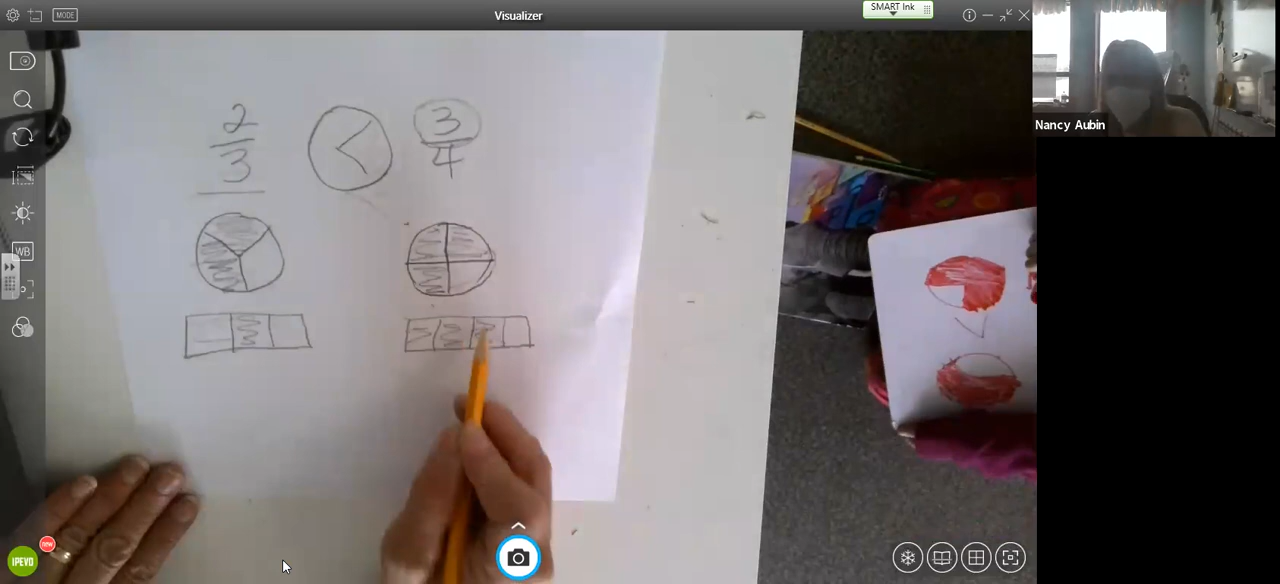 MODE
Visualizer
SMART Ink
WB
Nancy Aubin
2/3 < 3/4
new
IPEVO